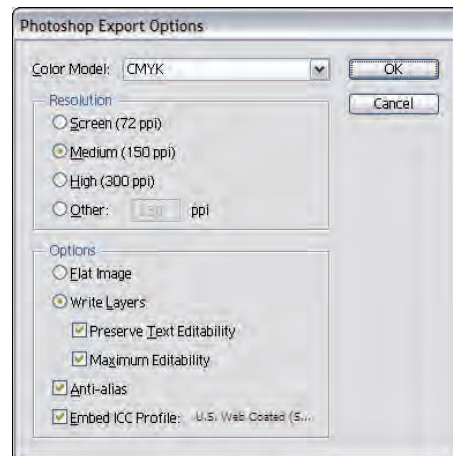 Photoshop Export Options
Color Model: CMYK
OK
Cancel
Resolution
Screen (72 ppi)
Medium (150 ppi)
High (300 ppi)
Other: 150 ppi
Options
Flat Image
Write Layers
Preserve Text Editability
Maximum Editability
Anti-alias
Embed ICC Profile: U.S. Web Coated (S...